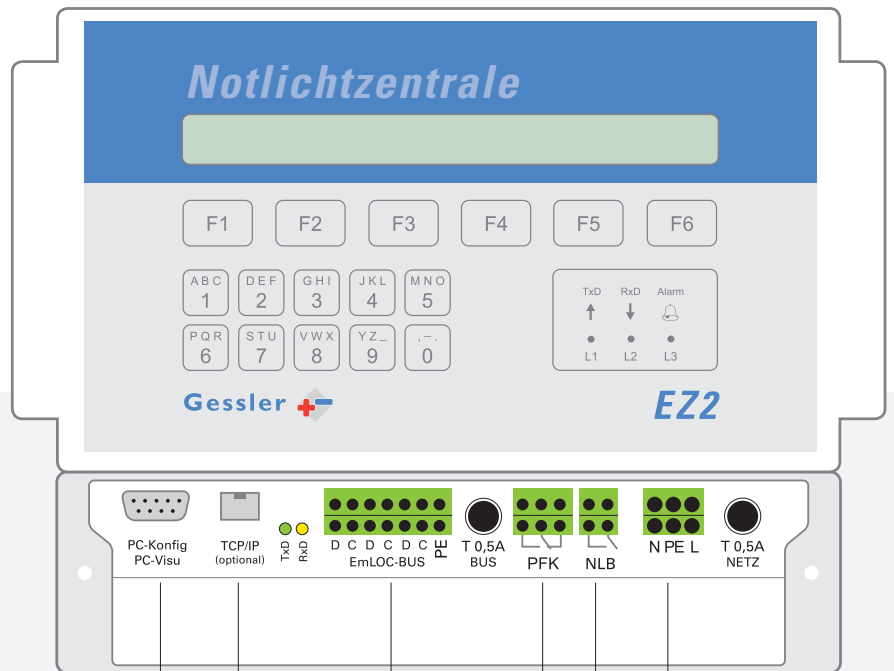 Notlichtzentrale
F1 F2 F3 F4 F5 F6
ABC DEF GHI JKL MNO
1 2 3 4 5
PQR STU VWX YZ_ ,–.
6 7 8 9 0
TxD RxD Alarm
L1 L2 L3
Gessler
EZ2
PC-Konfig
PC-Visu
TCP/IP
(optional)
TxD
RxD
D C D C D C PE
EmLOC-BUS
T 0,5A
BUS
PFK
NLB
N PE L
T 0,5A
NETZ